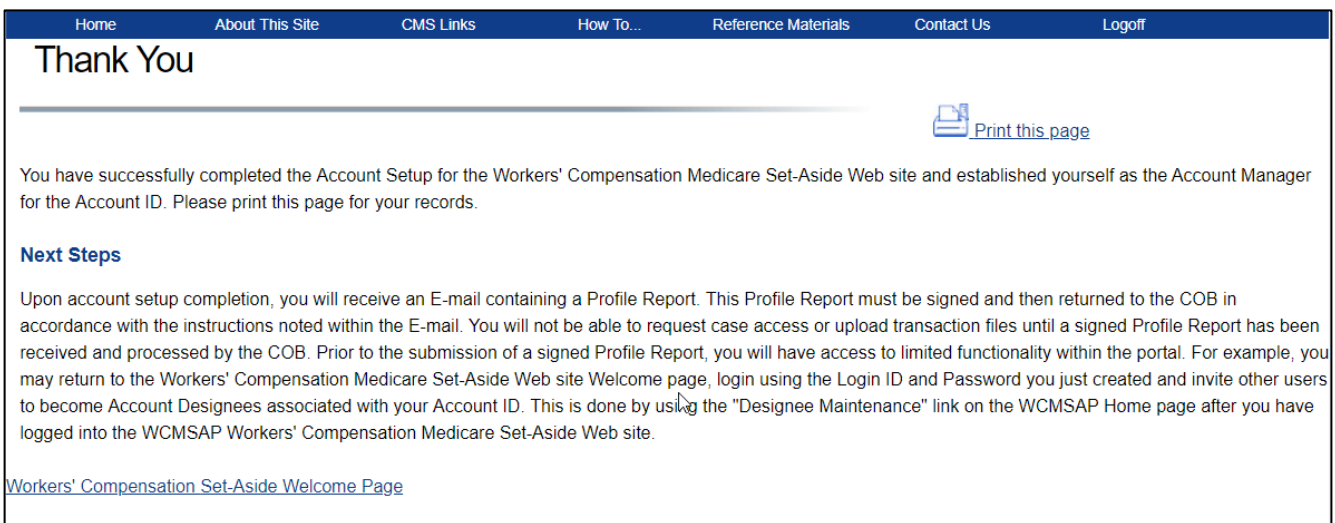 Home About This Site CMS Links How To... Reference Materials Contact Us Logoff
Thank You
Print this page
You have successfully completed the Account Setup for the Workers' Compensation Medicare Set-Aside Web site and established yourself as the Account Manager
for the Account ID. Please print this page for your records.
Next Steps
Upon account setup completion, you will receive an E-mail containing a Profile Report. This Profile Report must be signed and then returned to the COB in
accordance with the instructions noted within the E-mail. You will not be able to request case access or upload transaction files until a signed Profile Report has been
received and processed by the COB. Prior to the submission of a signed Profile Report, you will have access to limited functionality within the portal. For example, you
may return to the Workers' Compensation Medicare Set-Aside Web site Welcome page, login using the Login ID and Password you just created and invite other users
to become Account Designees associated with your Account ID. This is done by using the "Designee Maintenance" link on the WCMSAP Home page after you have
logged into the WCMSAP Workers' Compensation Medicare Set-Aside Web site.
Workers' Compensation Set-Aside Welcome Page